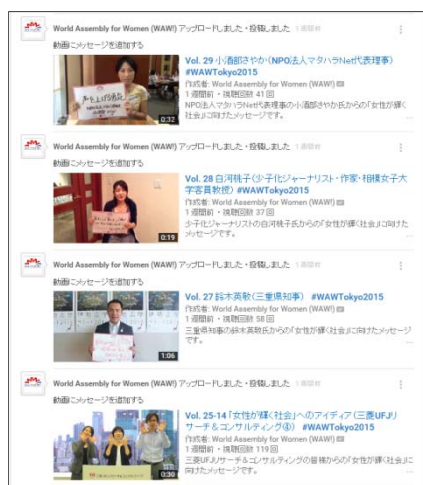 World Assembly for Women (WAW!) アップロードしました・投稿しました 1 週間前
動画にメッセージを追加する
Vol. 29 小酒部さやか（NPO法人マタハラNet代表理事）
#WAWTokyo2015
作成者: World Assembly for Women (WAW!)
1 週間前・視聴回数 41 回
NPO法人マタハラNet代表理事の小酒部さやか氏からの「女性が輝く
社会」に向けたメッセージです。
0:32
World Assembly for Women (WAW!) アップロードしました・投稿しました 1 週間前
動画にメッセージを追加する
Vol. 28 白河桃子（少子化ジャーナリスト・作家・相模女子大
学客員教授） #WAWTokyo2015
作成者: World Assembly for Women (WAW!)
1 週間前・視聴回数 37 回
少子化ジャーナリストの白河桃子氏からの「女性が輝く社会」に向けた
メッセージです。
0:19
World Assembly for Women (WAW!) アップロードしました・投稿しました 1 週間前
動画にメッセージを追加する
Vol. 27 鈴木英敬（三重県知事） #WAWTokyo2015
作成者: World Assembly for Women (WAW!)
1 週間前・視聴回数 58 回
三重県知事の鈴木英敬氏からの「女性が輝く社会」に向けたメッセージ
です。
1:06
World Assembly for Women (WAW!) アップロードしました・投稿しました 1 週間前
動画にメッセージを追加する
Vol. 25-14 「女性が輝く社会」へのアイディア（三菱UFJリ
サーチ＆コンサルティング④） #WAWTokyo2015
作成者: World Assembly for Women (WAW!)
1 週間前・視聴回数 119 回
三菱UFJリサーチ＆コンサルティングの皆様からの「女性が輝く社会」に
向けたメッセージです。
0:30